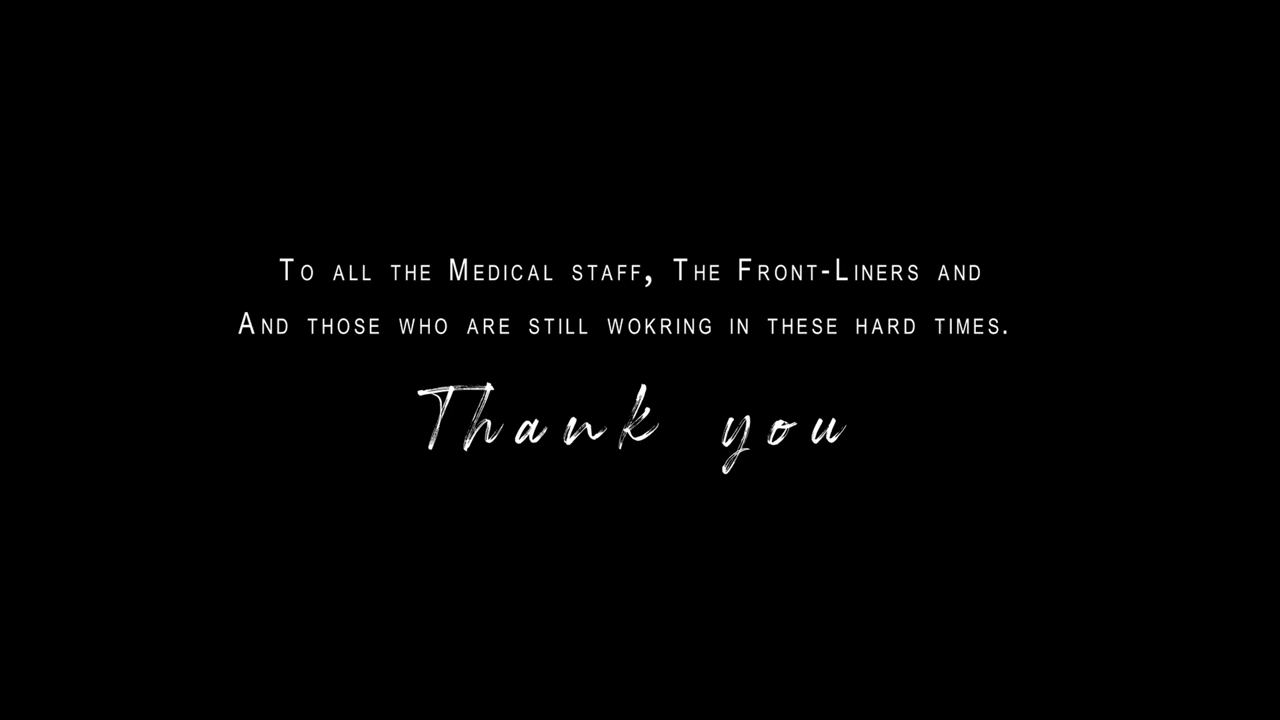 To all the Medical staff, The Front-Liners and
And those who are still wokring in these hard times.
Thank you